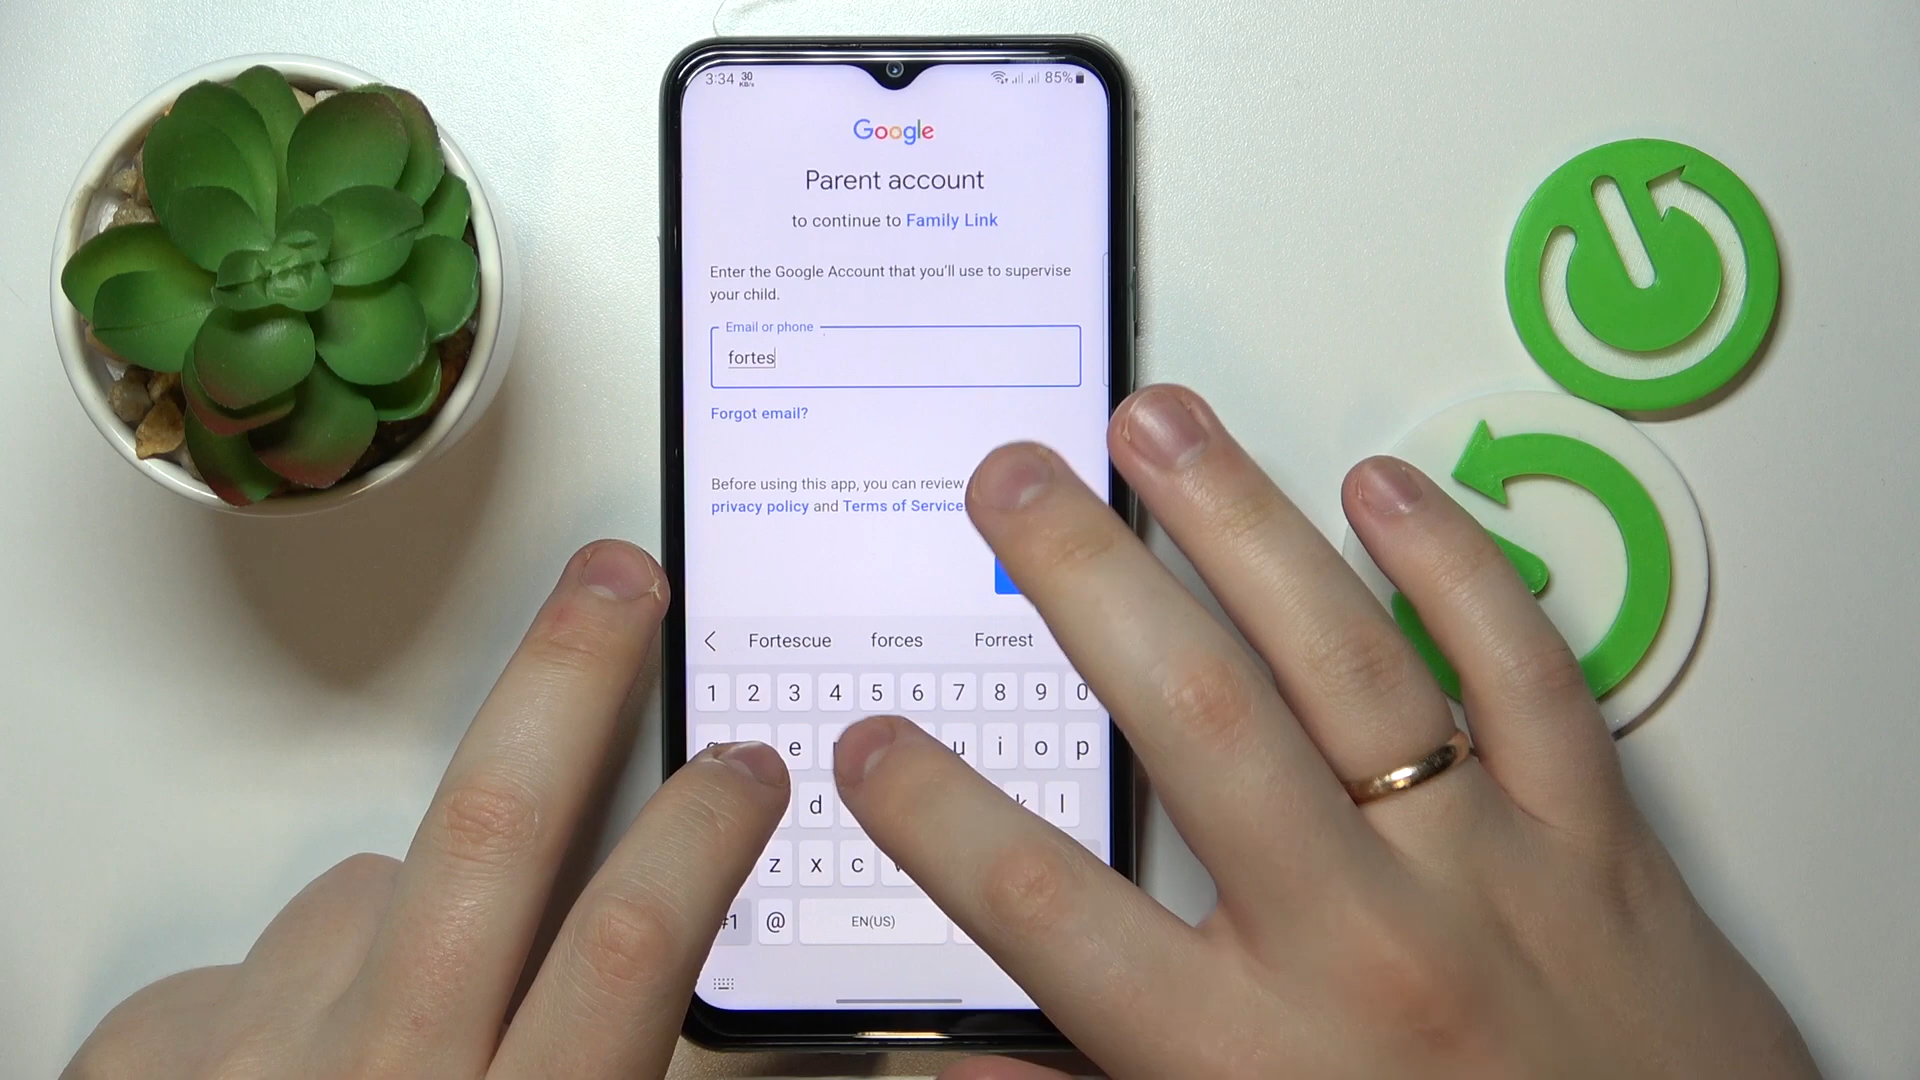 3:34 30 KB/s 85%
Google
Parent account
to continue to Family Link
Enter the Google Account that you'll use to supervise
your child.
Email or phone
fortes
Forgot email?
Before using this app, you can review
privacy policy and Terms of Service
Fortescue forces Forrest
1 2 3 4 5 6 7 8 9 0
e u i o p
d k l
z x c v
#1 @ EN(US)